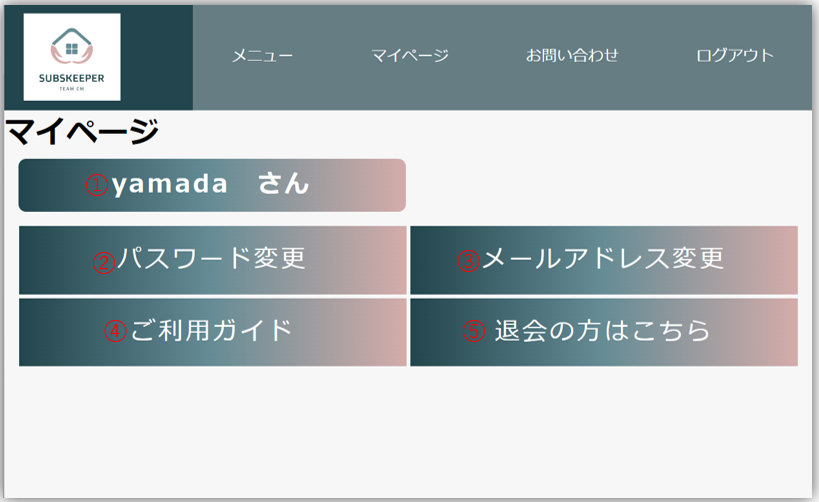 SUBSKEEPER
TEAM EM
メニュー マイページ お問い合わせ ログアウト
マイページ
①yamada さん
②パスワード変更 ③メールアドレス変更
④ご利用ガイド ⑤ 退会の方はこちら